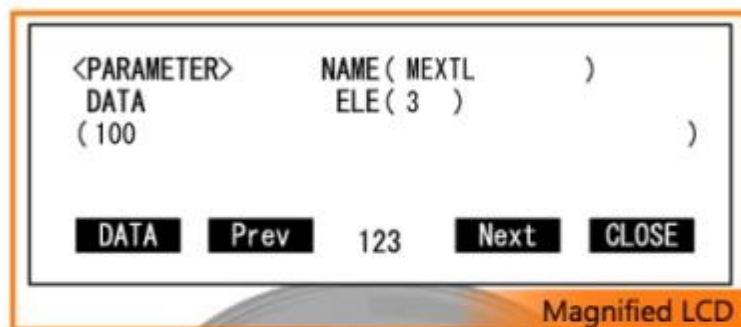 <PARAMETER> NAME( MEXTL )
DATA ELE( 3 )
(100 )
DATA Prev 123 Next CLOSE
Magnified LCD